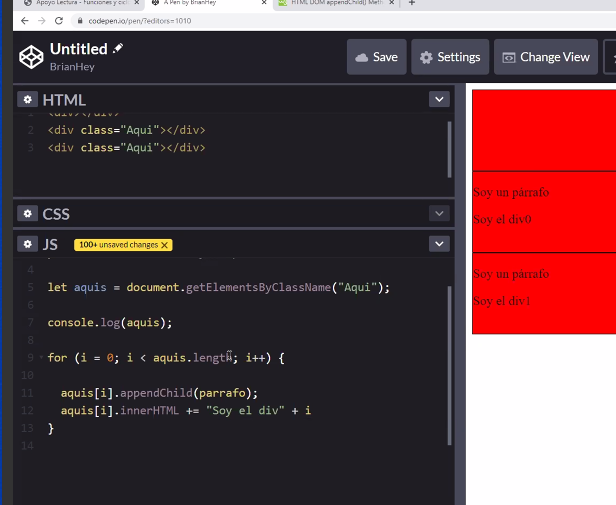 Apoyo Lectura - Funciones y cicl
A Pen by BrianHey
HTML DOM appendChild() Meth
codepen.io/pen/?editors=1010
Untitled
BrianHey
Save
Settings
Change View
HTML
1 <div></div>
2 <div class="Aqui"></div>
3 <div class="Aqui"></div>
CSS
JS 100+ unsaved changes X
4
5 let aquis = document.getElementsByClassName("Aqui");
6
7 console.log(aquis);
8
9 for (i = 0; i < aquis.length; i++) {
10
11 aquis[i].appendChild(parrafo);
12 aquis[i].innerHTML += "Soy el div" + i
13 }
14
Soy un parrafo
Soy el div0
Soy un parrafo
Soy el div1